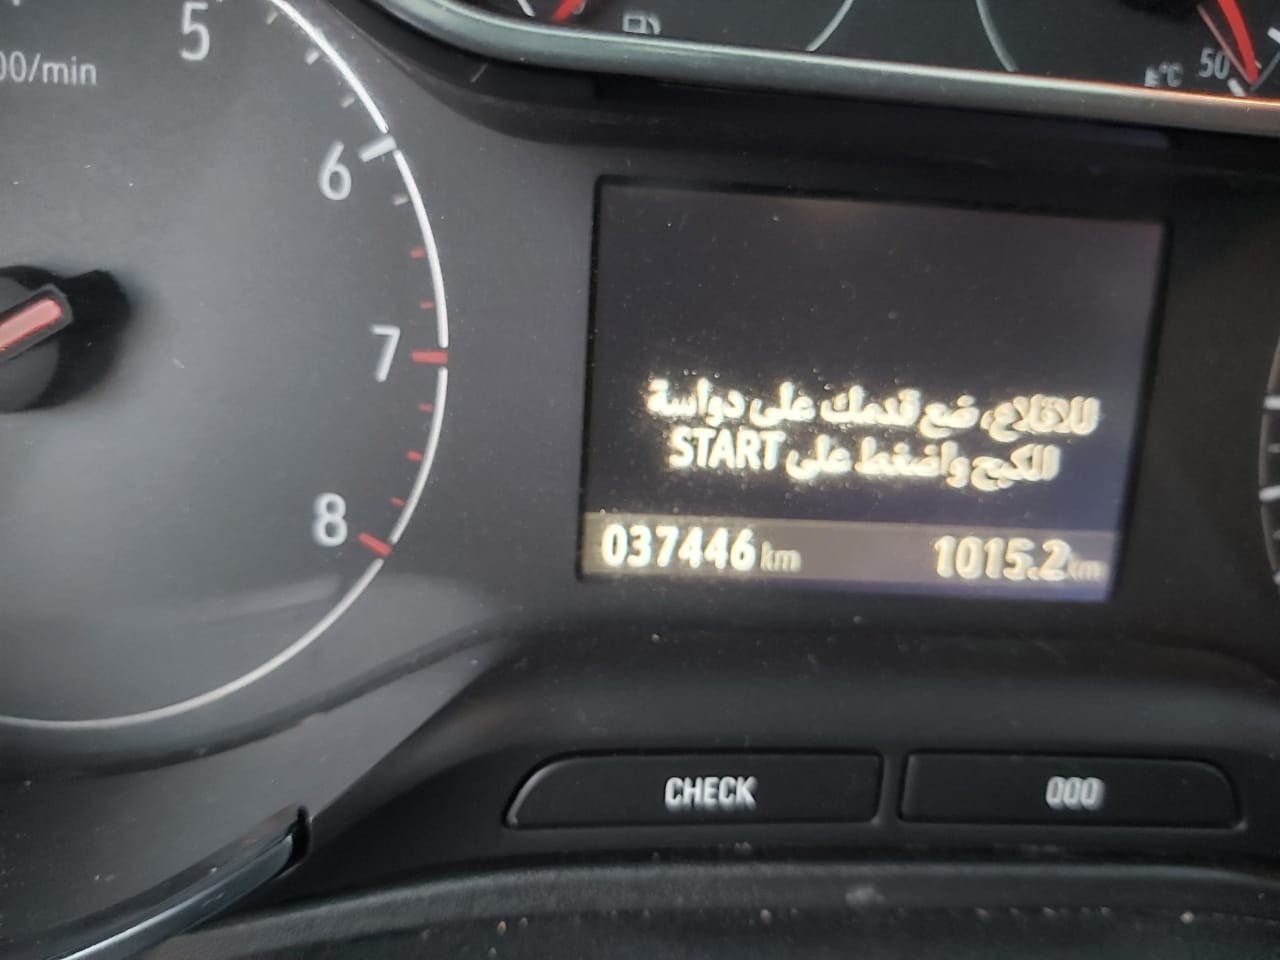 5
00/min
6
7
8
°C 50
للاقلاع، ضع قدمك على دواسة
الكبح واضغط على START
037446 km 1015.2 km
CHECK 000